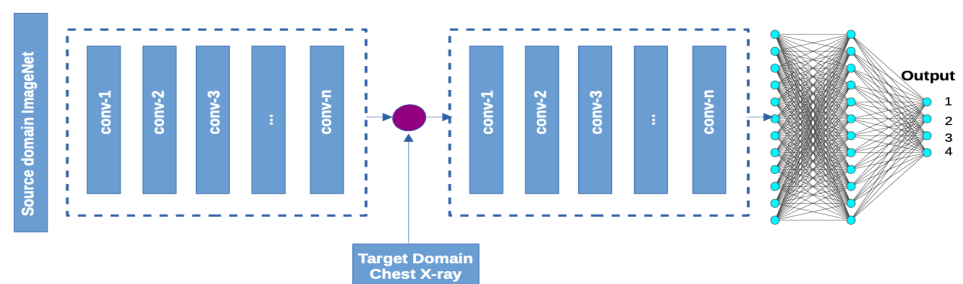 Source domain ImageNet
conv-1
conv-2
conv-3
...
conv-n
Target Domain
Chest X-ray
conv-1
conv-2
conv-3
...
conv-n
Output
1
2
3
4